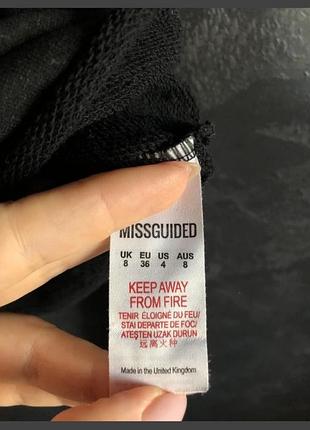 MISSGUIDED
UK EU US AUS
8 36 4 8
KEEP AWAY
FROM FIRE
TENIR ÉLOIGNÉ DU FEU/
STAI DEPARTE DE FOC/
ATEŞTEN UZAK DURUN
远离火种
Made in the United Kingdom